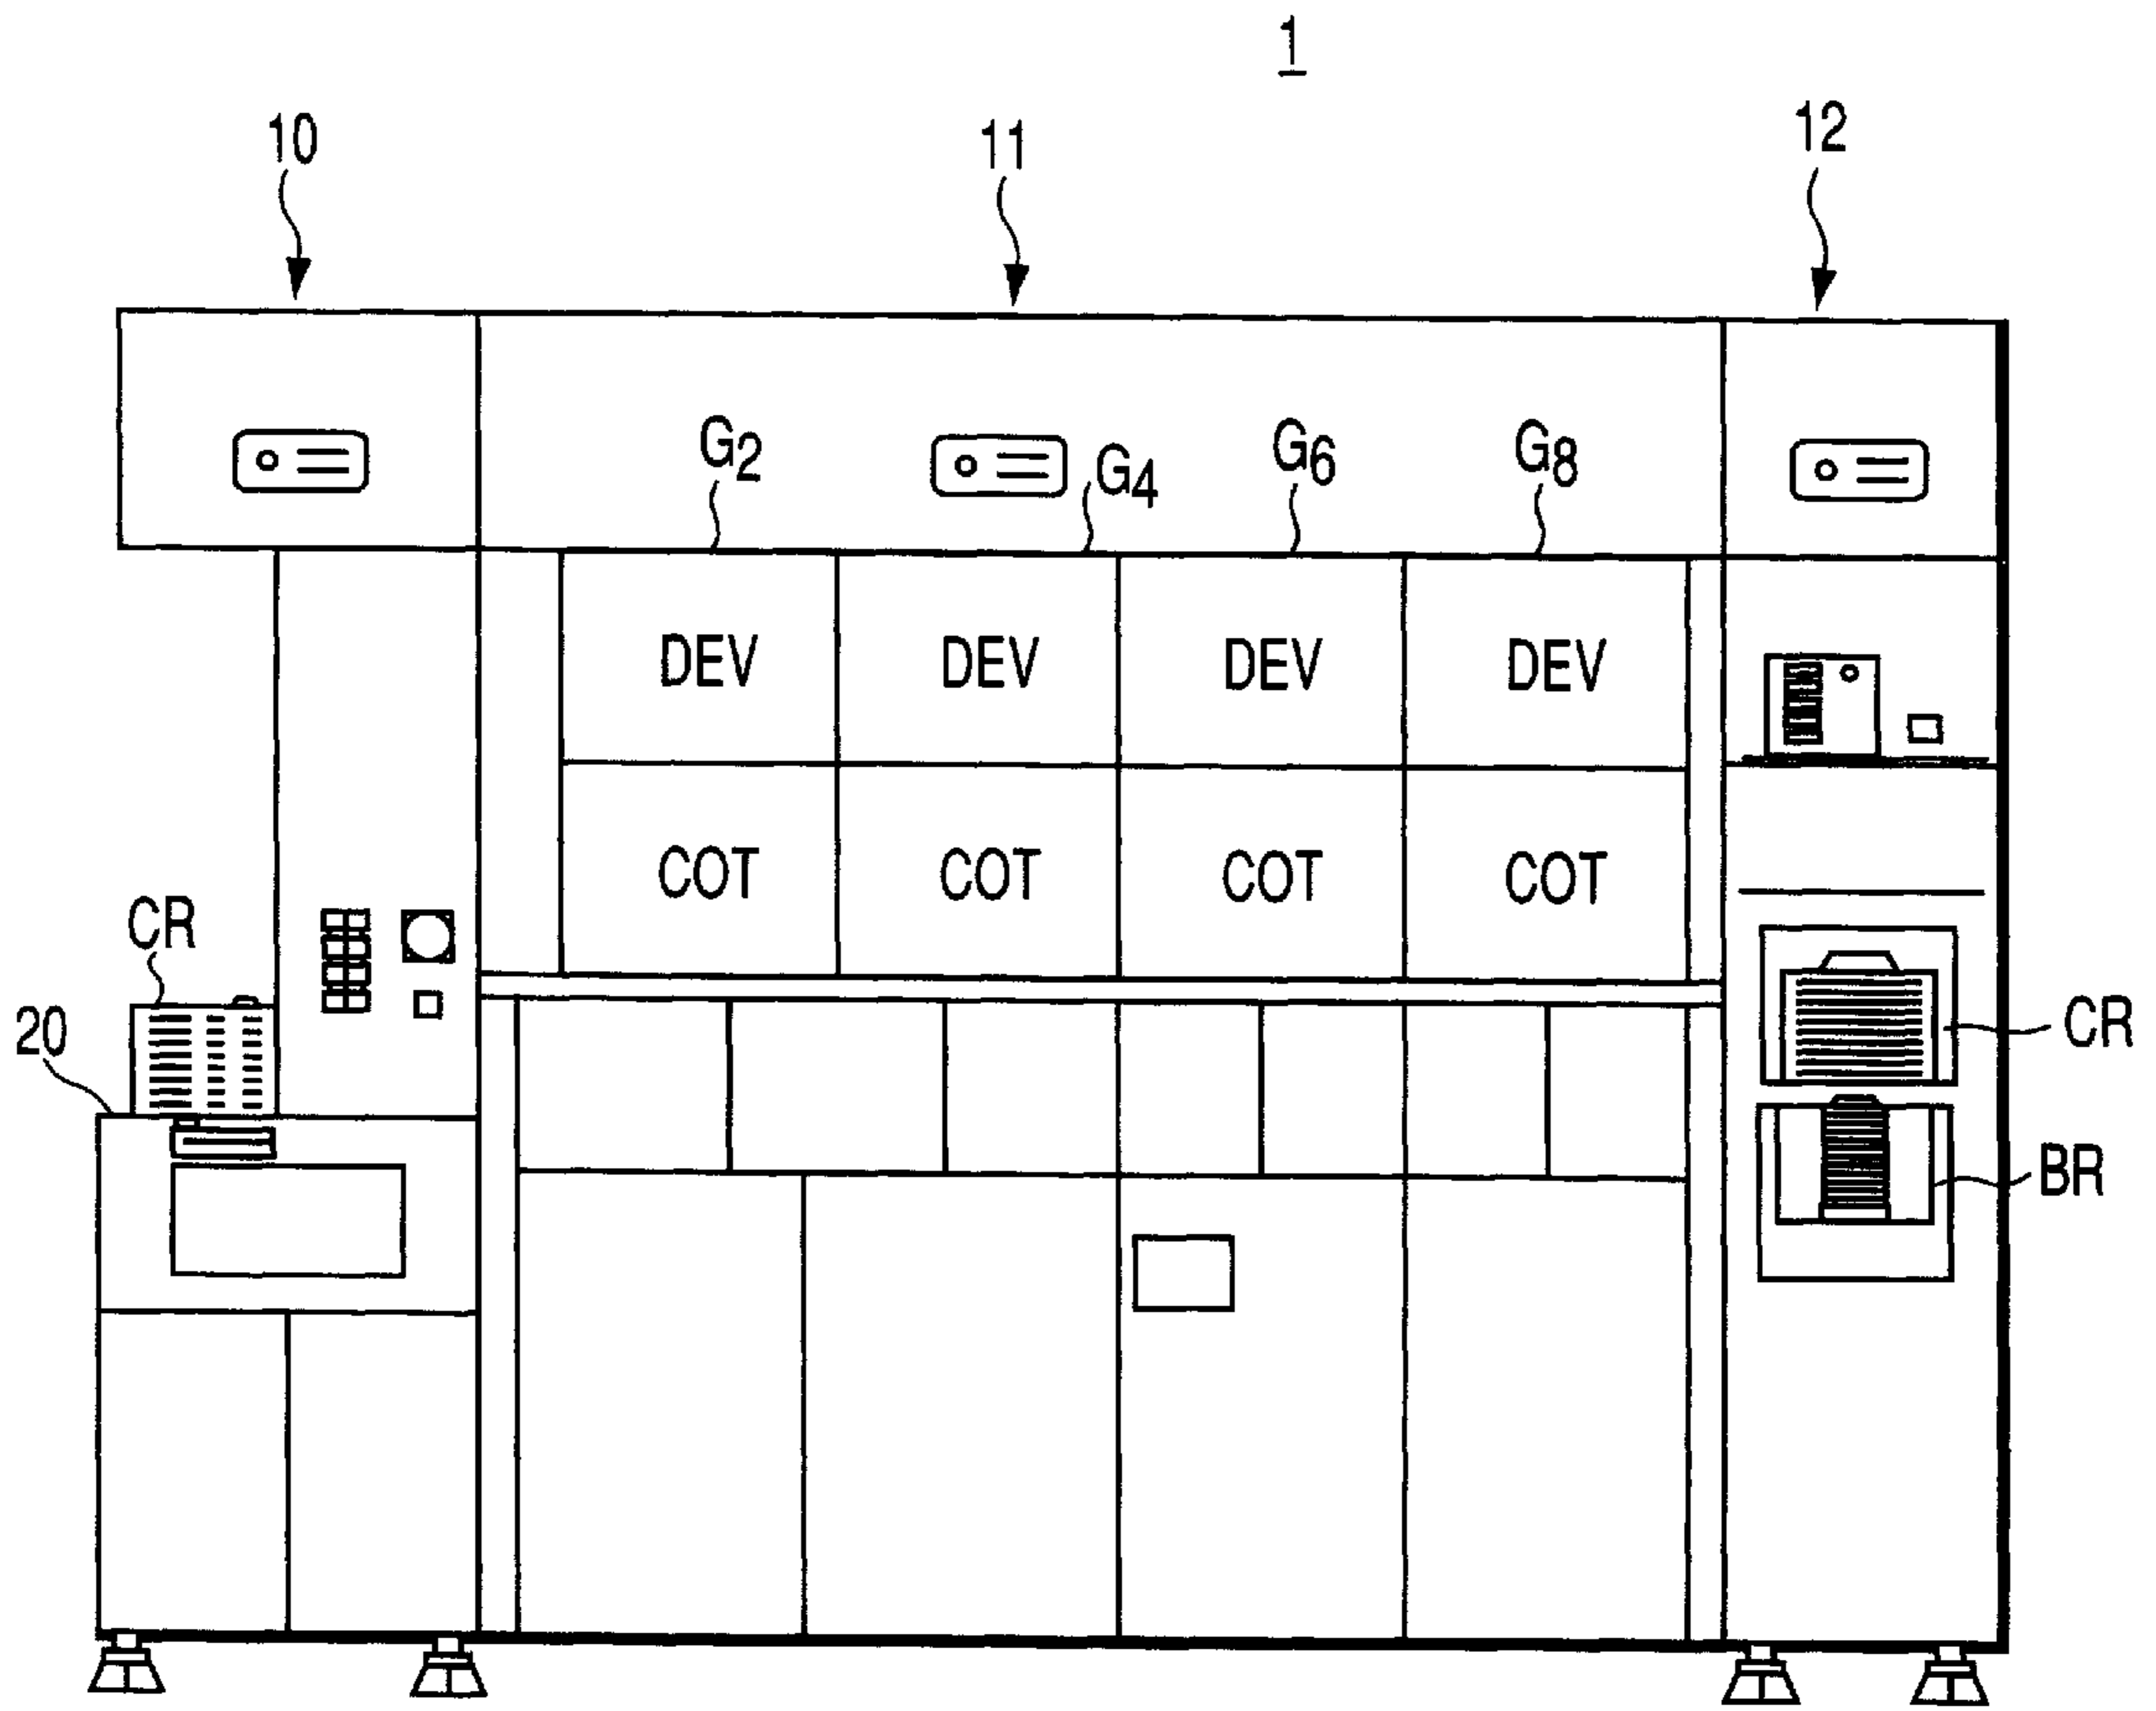 1
10
11
12
G2
G4
G6
G8
DEV DEV DEV DEV
COT COT COT COT
CR
20
CR
BR